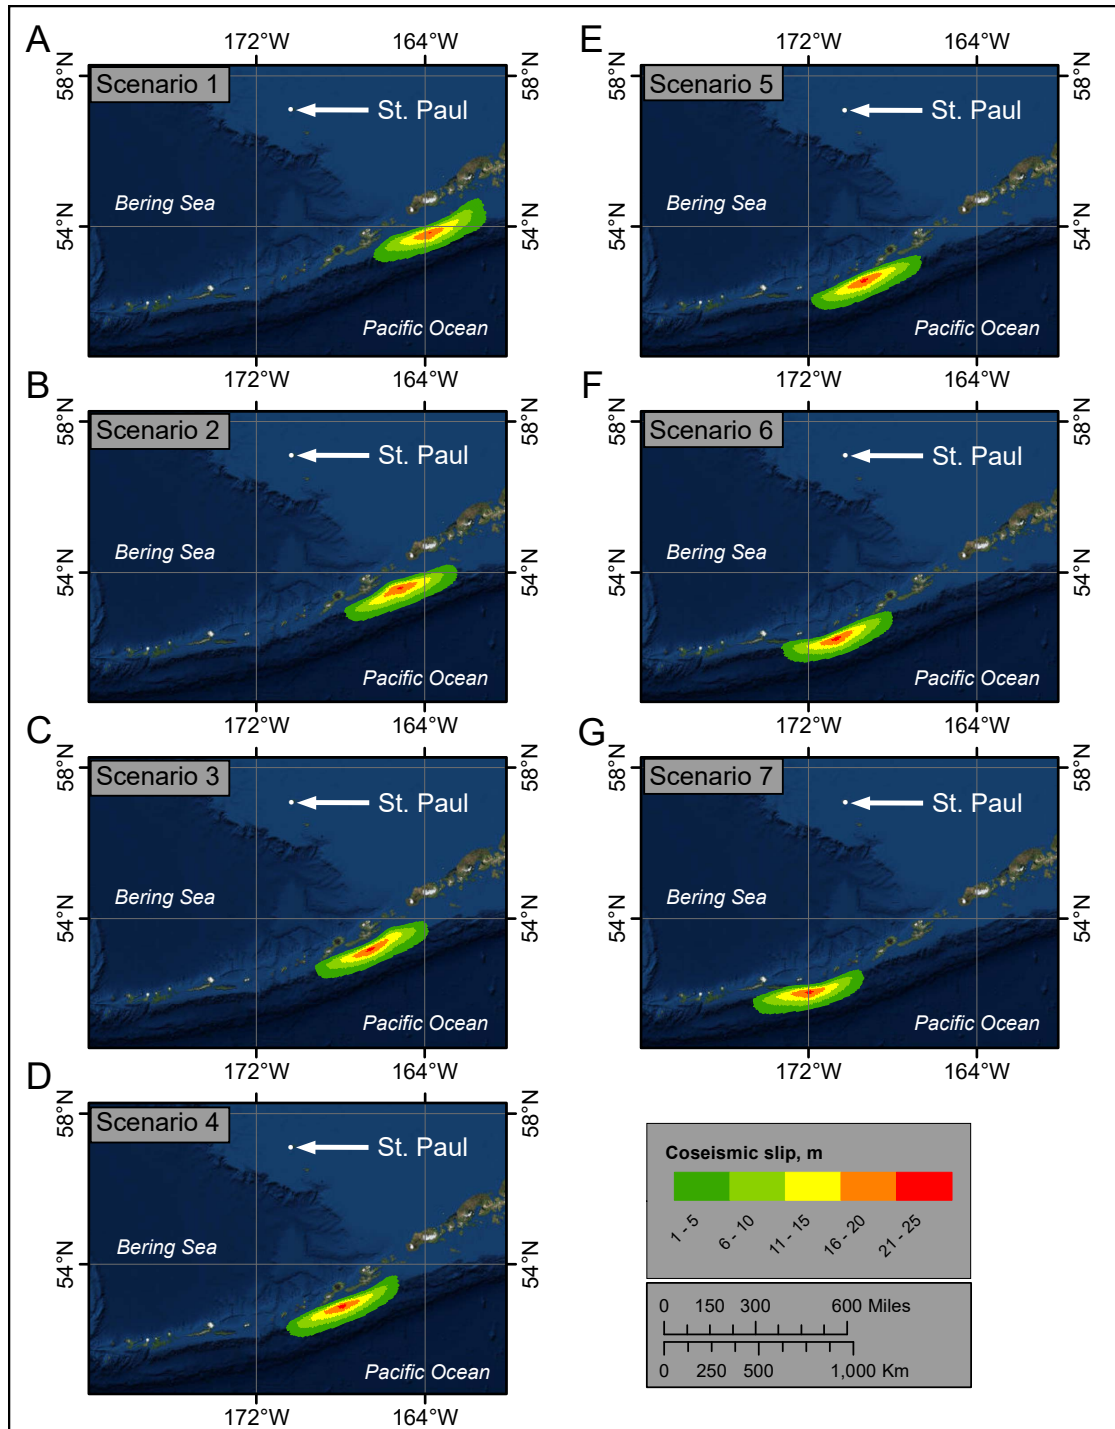 A
172°W 164°W
58°N 58°N
Scenario 1
St. Paul
Bering Sea
54°N 54°N
Pacific Ocean
172°W 164°W
B
58°N 58°N
Scenario 2
St. Paul
Bering Sea
54°N 54°N
Pacific Ocean
172°W 164°W
C
58°N 58°N
Scenario 3
St. Paul
Bering Sea
54°N 54°N
Pacific Ocean
172°W 164°W
D
58°N 58°N
Scenario 4
St. Paul
Bering Sea
54°N 54°N
Pacific Ocean
172°W 164°W
E
172°W 164°W
58°N
Scenario 5
St. Paul
Bering Sea
54°N
Pacific Ocean
172°W 164°W
F
58°N
Scenario 6
St. Paul
Bering Sea
54°N
Pacific Ocean
172°W 164°W
G
58°N
Scenario 7
St. Paul
Bering Sea
54°N
Pacific Ocean
172°W 164°W
Coseismic slip, m
1 - 5
6 - 10
11 - 15
16 - 20
21 - 25
0 150 300 600 Miles
0 250 500 1,000 Km